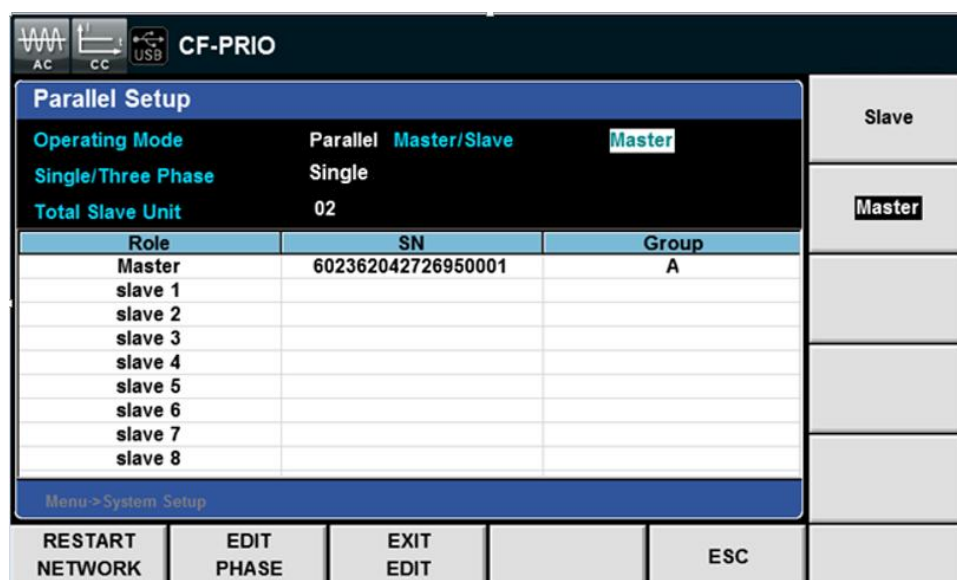 AC CC USB CF-PRIO
Parallel Setup
Operating Mode Parallel Master/Slave Master
Single/Three Phase Single
Total Slave Unit 02
Role SN Group
Master 602362042726950001 A
slave 1
slave 2
slave 3
slave 4
slave 5
slave 6
slave 7
slave 8
Menu->System Setup
Slave
Master
RESTART NETWORK
EDIT PHASE
EXIT EDIT
ESC